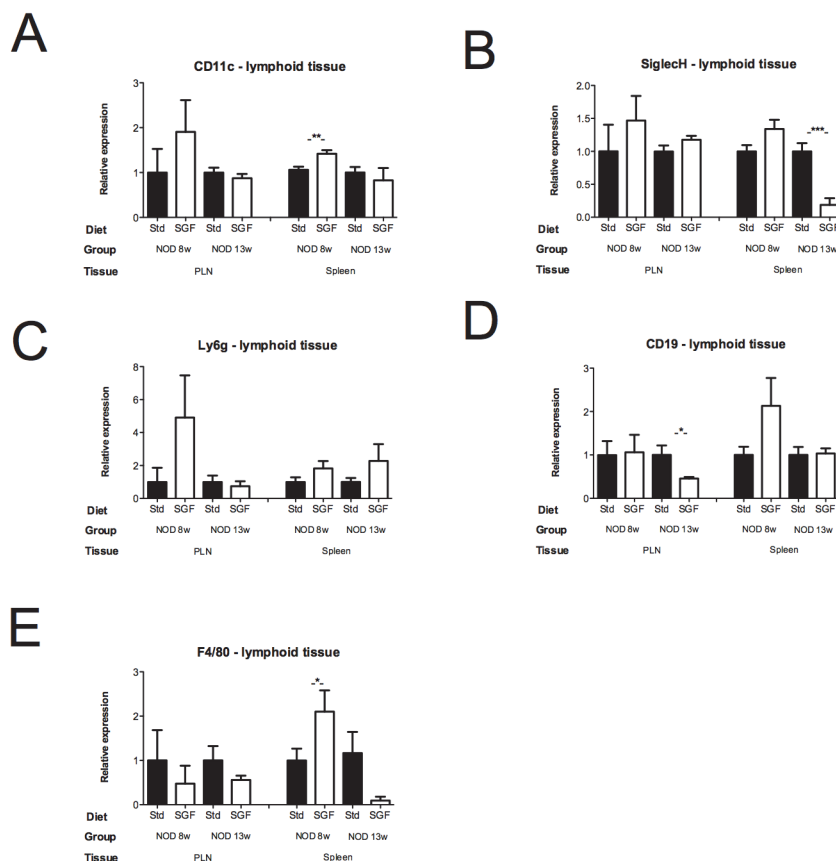 A
CD11c - lymphoid tissue
Relative expression
3
2
1
0
**
Diet Std SGF Std SGF Std SGF Std SGF
Group NOD 8w NOD 13w NOD 8w NOD 13w
Tissue PLN Spleen
B
SiglecH - lymphoid tissue
Relative expression
2.0
1.5
1.0
0.5
0.0
***
Diet Std SGF Std SGF Std SGF Std SGF
Group NOD 8w NOD 13w NOD 8w NOD 13w
Tissue PLN Spleen
C
Ly6g - lymphoid tissue
Relative expression
8
6
4
2
0
Diet Std SGF Std SGF Std SGF Std SGF
Group NOD 8w NOD 13w NOD 8w NOD 13w
Tissue PLN Spleen
D
CD19 - lymphoid tissue
Relative expression
3
2
1
0
*
Diet Std SGF Std SGF Std SGF Std SGF
Group NOD 8w NOD 13w NOD 8w NOD 13w
Tissue PLN Spleen
E
F4/80 - lymphoid tissue
Relative expression
3
2
1
0
*
Diet Std SGF Std SGF Std SGF Std SGF
Group NOD 8w NOD 13w NOD 8w NOD 13w
Tissue PLN Spleen